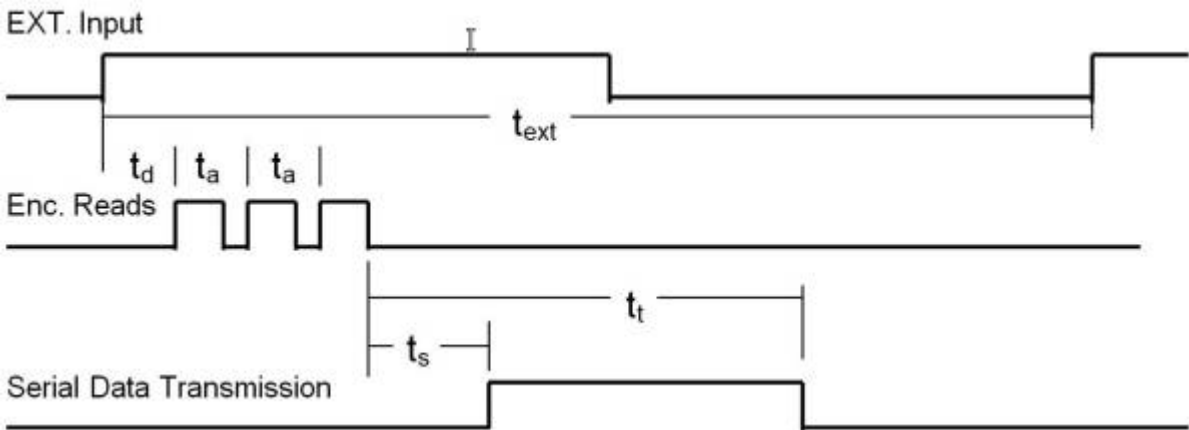 EXT. Input
t_ext
t_d | t_a | t_a |
Enc. Reads
t_t
t_s
Serial Data Transmission